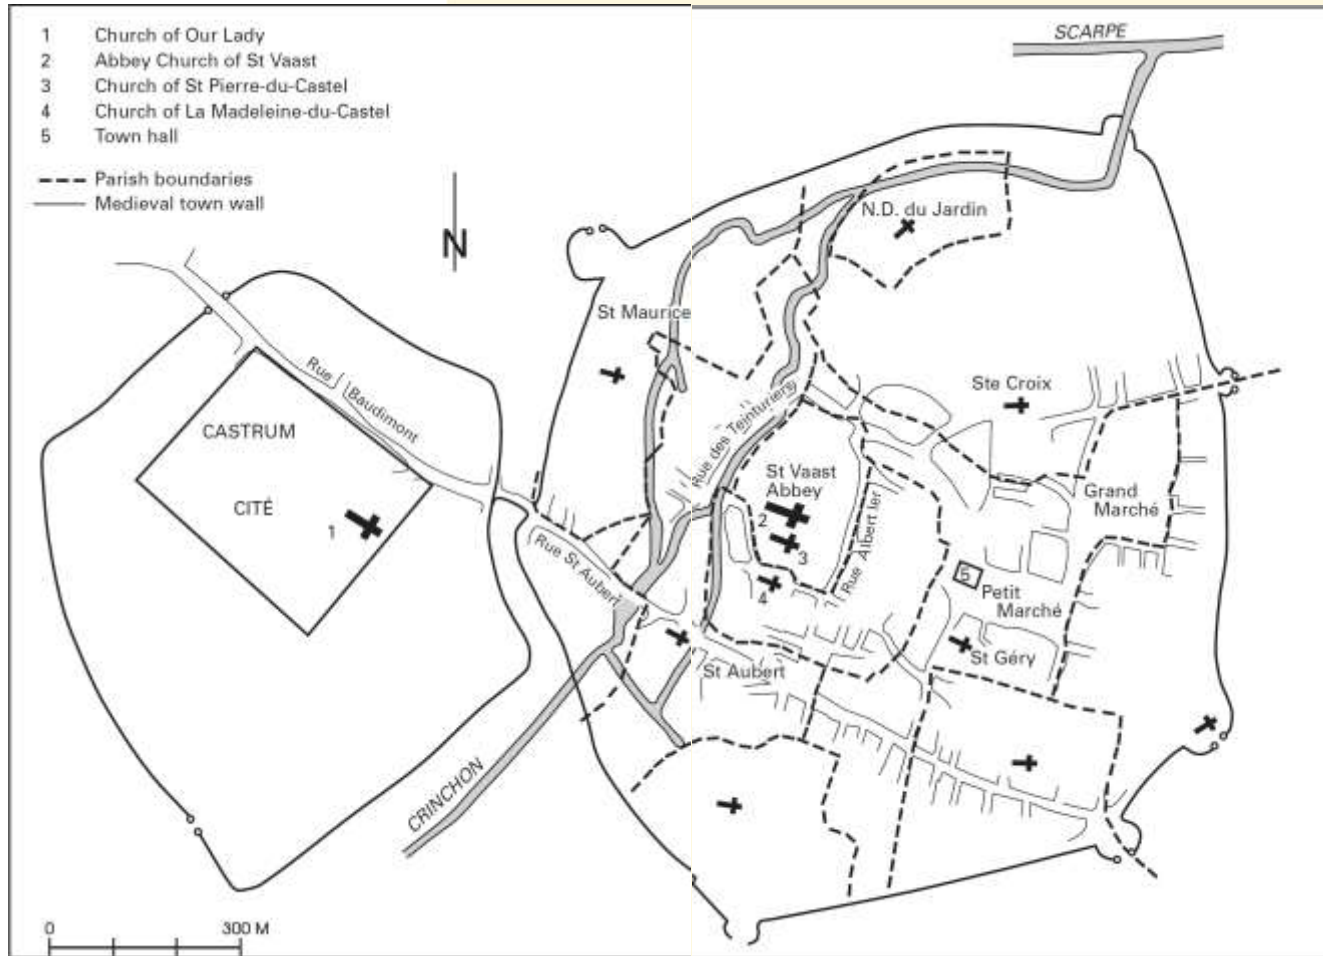 1 Church of Our Lady
2 Abbey Church of St Vaast
3 Church of St Pierre-du-Castel
4 Church of La Madeleine-du-Castel
5 Town hall
Parish boundaries
Medieval town wall
N
SCARPE
N.D. du Jardin
St Maurice
Rue Baudimont
CASTRUM
CITÉ
1
Rue des Teinturiers
Ste Croix
St Vaast
Abbey
2
3
4
Rue Albert Ier
Grand
Marché
5
Petit
Marché
Rue St Aubert
St Géry
St Aubert
CRINCHON
0 300 M